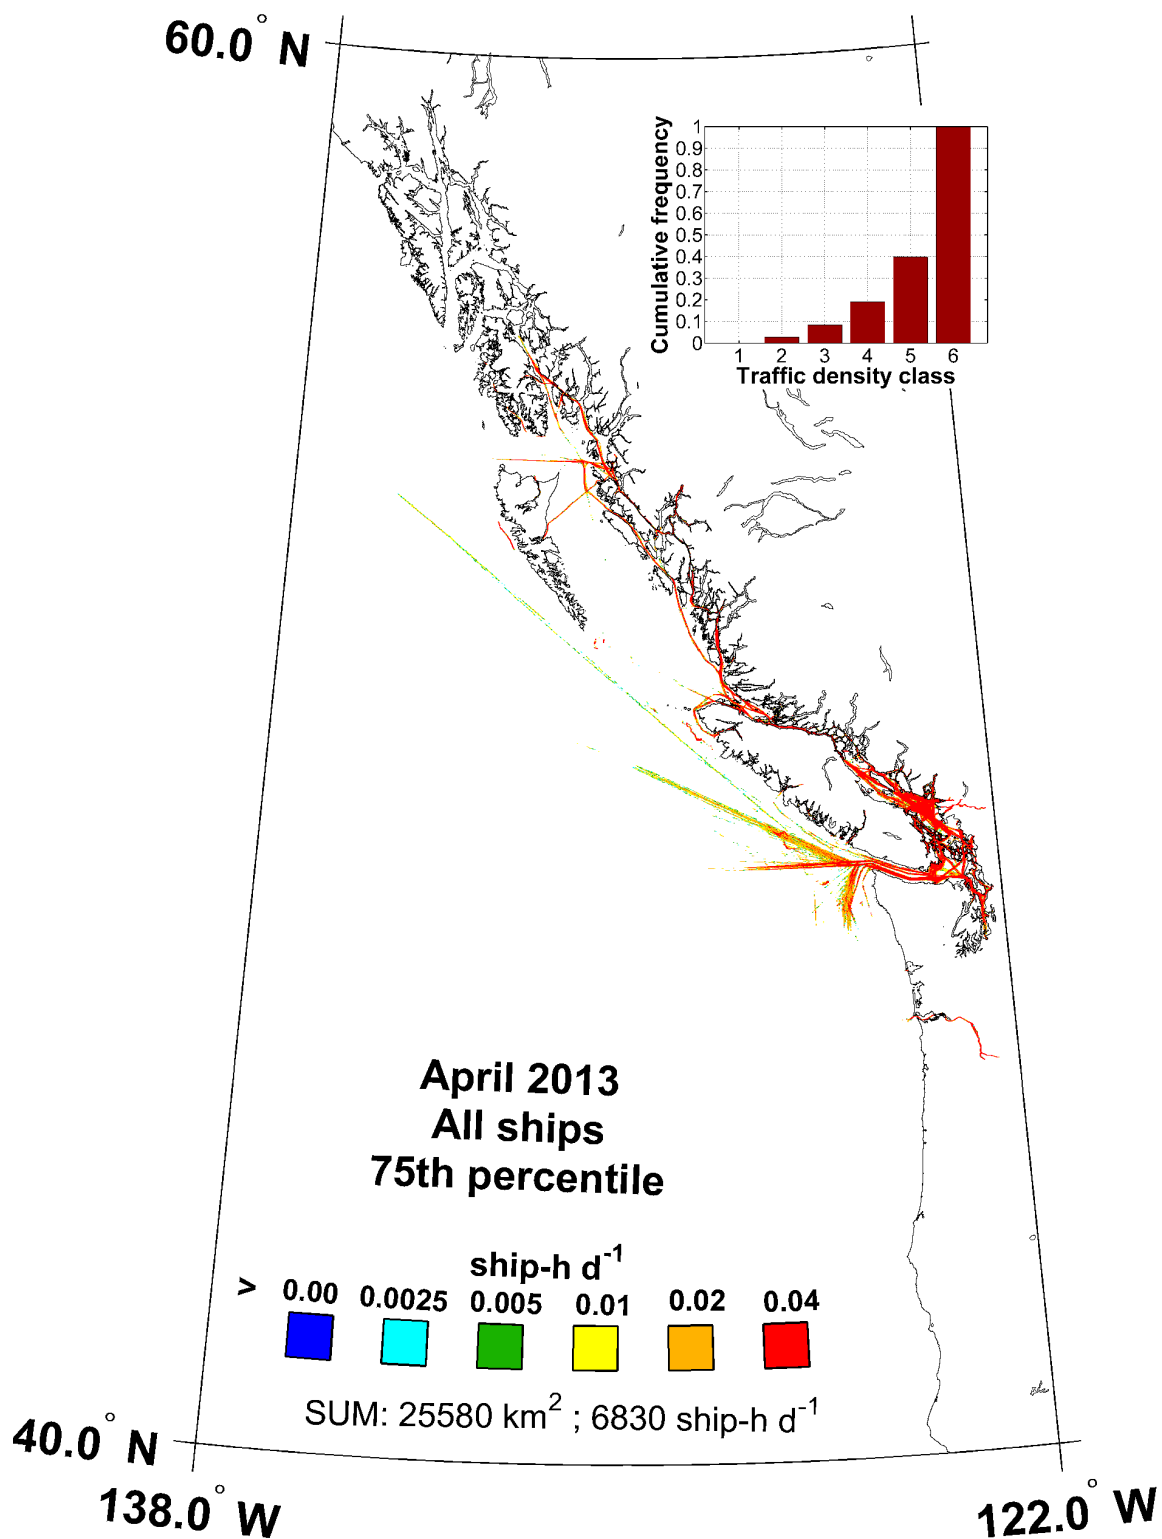 60.0° N
Cumulative frequency
1
0.9
0.8
0.7
0.6
0.5
0.4
0.3
0.2
0.1
0
1 2 3 4 5 6
Traffic density class
April 2013
All ships
75th percentile
ship-h d⁻¹
> 0.00 0.0025 0.005 0.01 0.02 0.04
SUM: 25580 km² ; 6830 ship-h d⁻¹
40.0° N
138.0° W
122.0° W